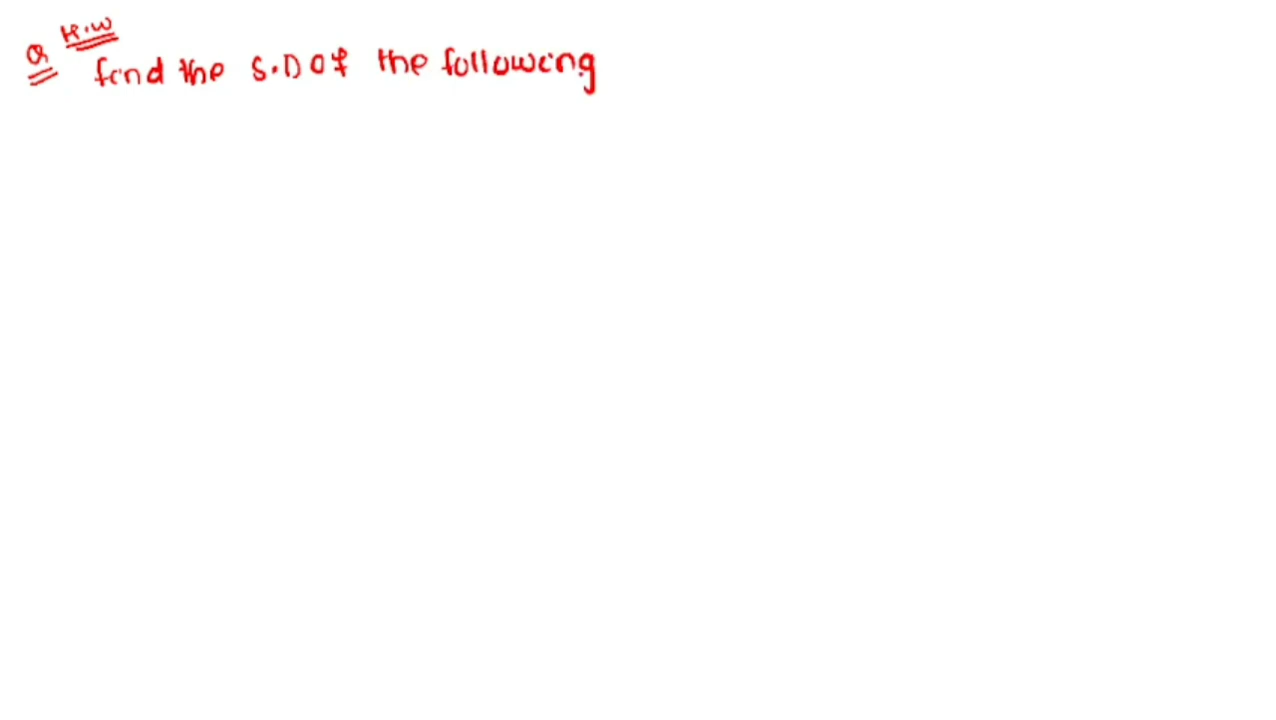 Q H.W
find the S.D of the following